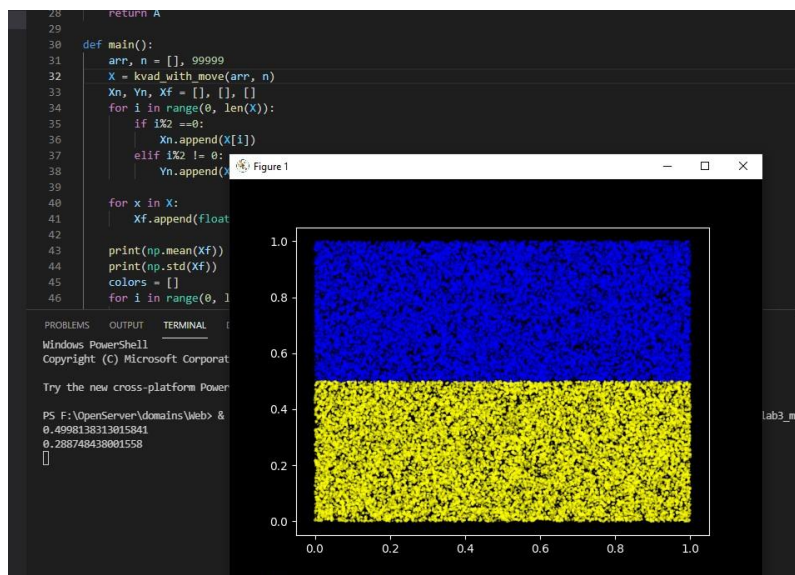 28 return A
29
30 def main():
31 arr, n = [], 99999
32 X = kvad_with_move(arr, n)
33 Xn, Yn, Xf = [], [], []
34 for i in range(0, len(X)):
35 if i%2 ==0:
36 Xn.append(X[i])
37 elif i%2 != 0:
38 Yn.append(X
39
40 for x in X:
41 Xf.append(float
42
43 print(np.mean(Xf))
44 print(np.std(Xf))
45 colors = []
46 for i in range(0, l
Figure 1
1.0
0.8
0.6
0.4
0.2
0.0
0.0 0.2 0.4 0.6 0.8 1.0
PROBLEMS OUTPUT TERMINAL
Windows PowerShell
Copyright (C) Microsoft Corporat
Try the new cross-platform Power
PS F:\OpenServer\domains\Web> & lab3_m
0.4998138313015841
0.288748438001558